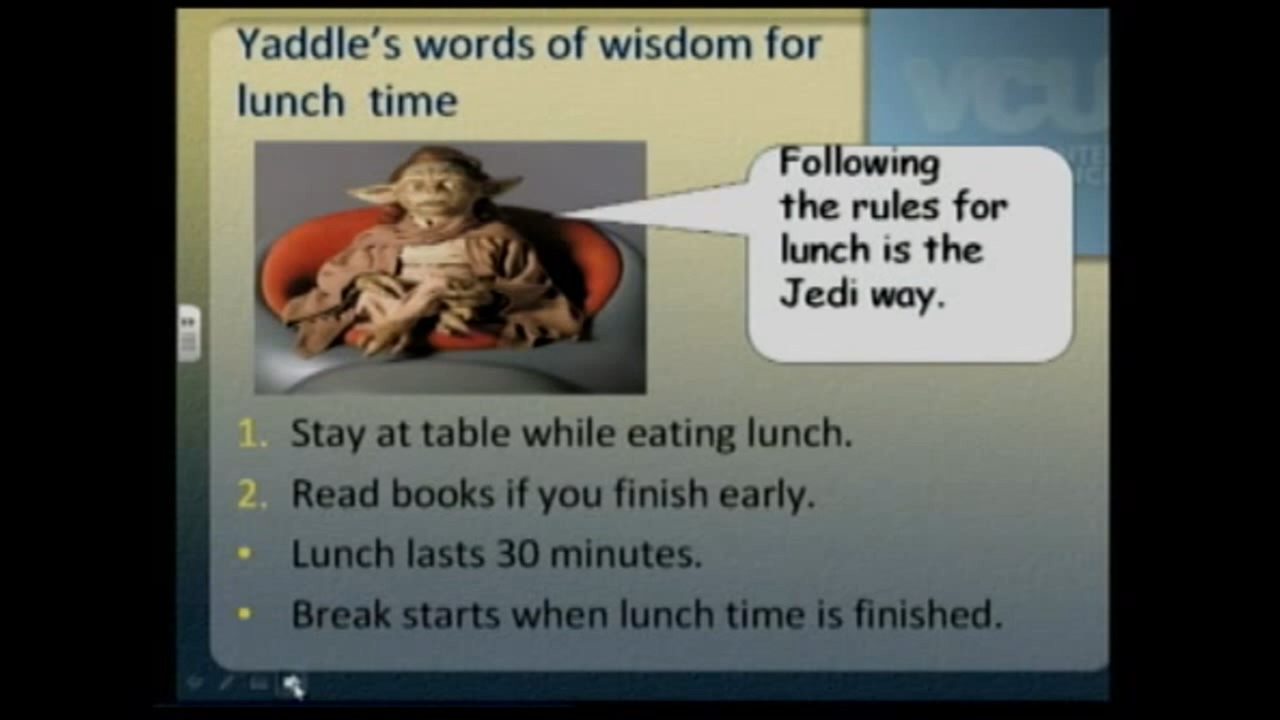 Yaddle's words of wisdom for
lunch time
VCU
Following
the rules for
lunch is the
Jedi way.
1. Stay at table while eating lunch.
2. Read books if you finish early.
• Lunch lasts 30 minutes.
• Break starts when lunch time is finished.